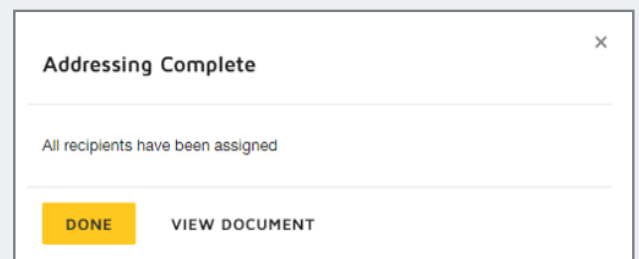 Addressing Complete
All recipients have been assigned
DONE VIEW DOCUMENT